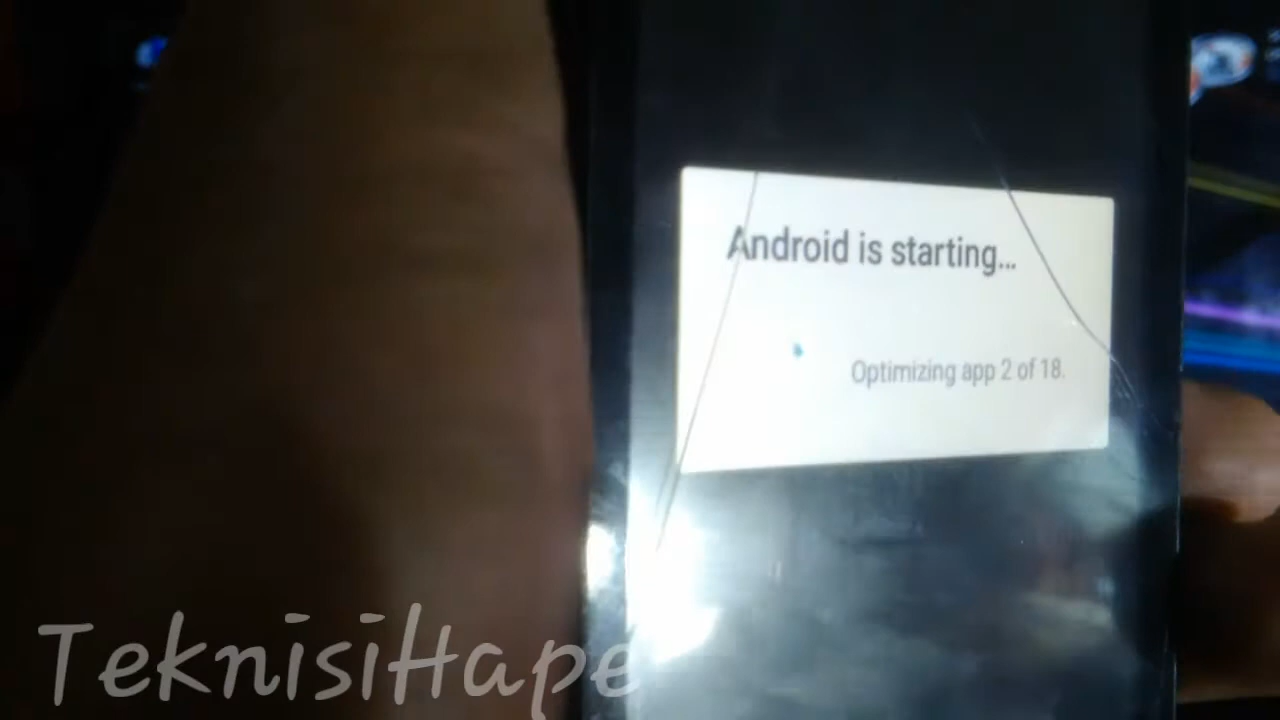 Android is starting...
Optimizing app 2 of 18.
TeknisiHape